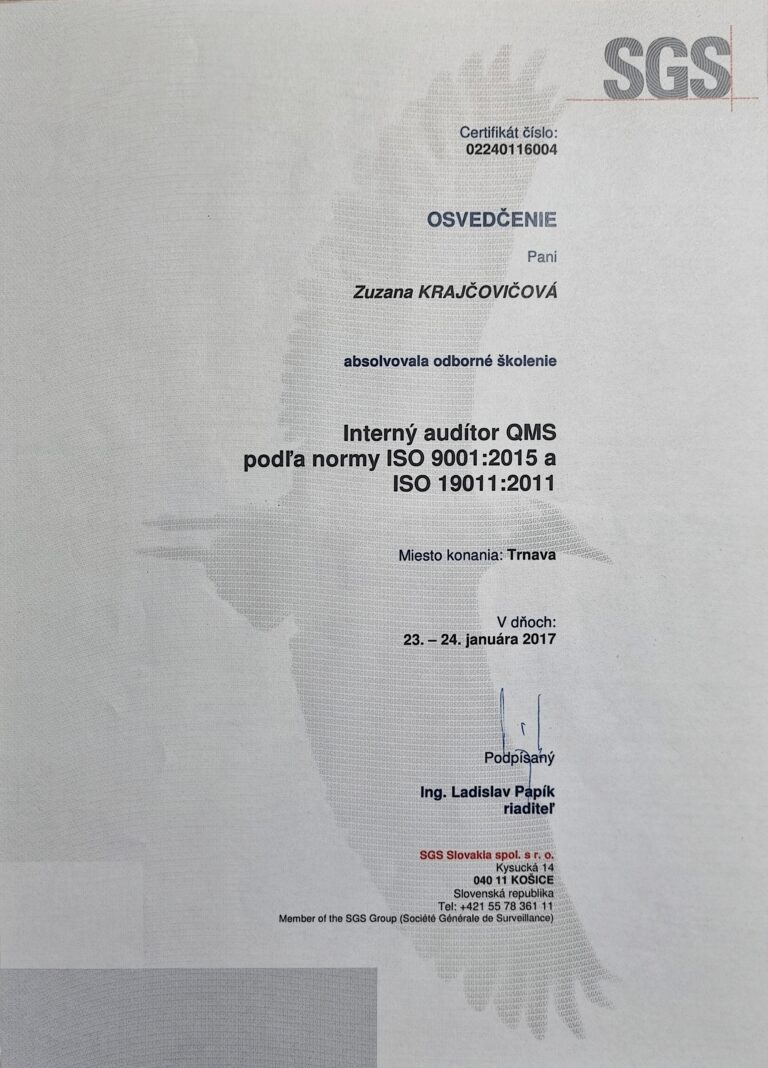 SGS
Certifikát číslo:
02240116004
OSVEDČENIE
Pani
Zuzana KRAJČOVIČOVÁ
absolvovala odborné školenie
Interný audítor QMS
podľa normy ISO 9001:2015 a
ISO 19011:2011
Miesto konania: Trnava
V dňoch:
23. – 24. januára 2017
Podpísaný
Ing. Ladislav Papík
riaditeľ
SGS Slovakia spol. s r. o.
Kysucká 14
040 11 KOŠICE
Slovenská republika
Tel: +421 55 78 361 11
Member of the SGS Group (Société Générale de Surveillance)